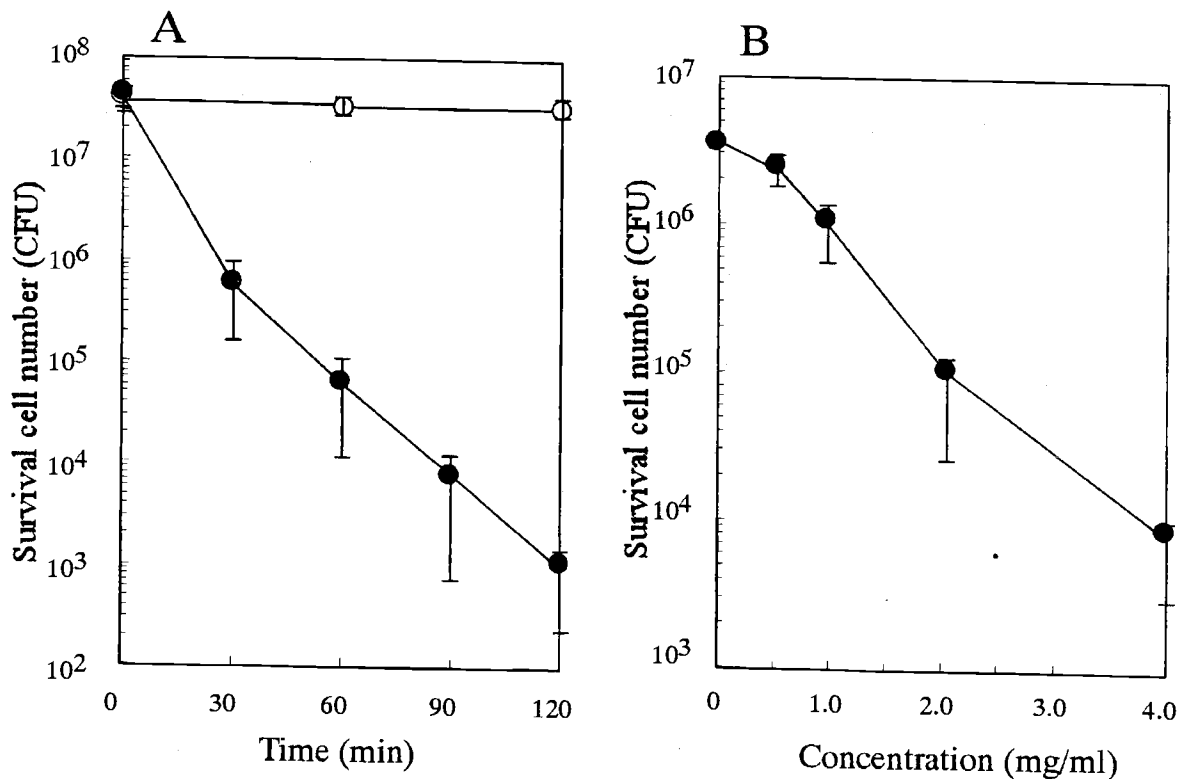 A
10^8
10^7
10^6
10^5
10^4
10^3
10^2
Survival cell number (CFU)
0 30 60 90 120
Time (min)
B
10^7
10^6
10^5
10^4
10^3
Survival cell number (CFU)
0 1.0 2.0 3.0 4.0
Concentration (mg/ml)